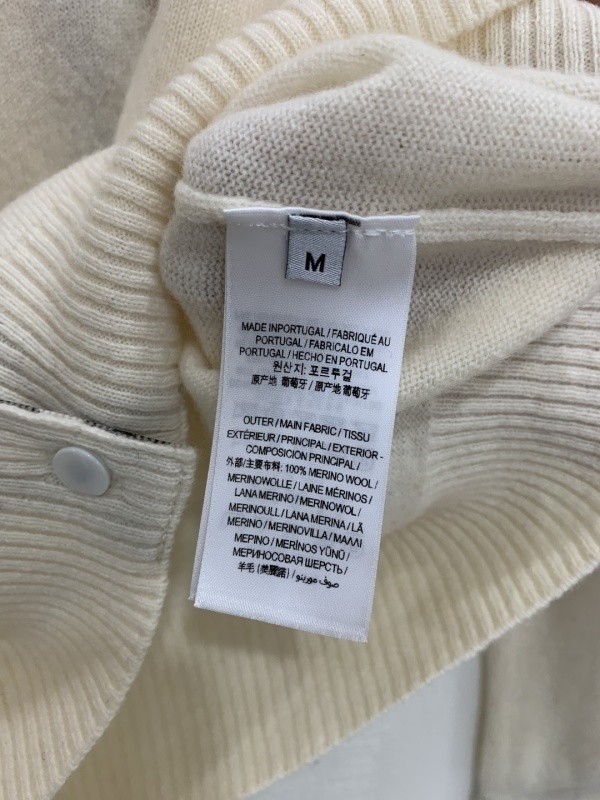 M
MADE INPORTUGAL / FABRIQUÉ AU
PORTUGAL / FABRICALO EM
PORTUGAL / HECHO EN PORTUGAL
원산지: 포르투걸
原产地 葡萄牙 / 原产地 葡萄牙
OUTER / MAIN FABRIC / TISSU
EXTÉRIEUR / PRINCIPAL / EXTERIOR -
COMPOSICION PRINCIPAL /
外部/主要布料: 100% MERINO WOOL /
MERINOWOLLE / LAINE MÉRINOS /
LANA MERINO / MERINOWOL /
MERINOULL / LANA MERINA / LÃ
MERINO / MERINOVILLA / ΜΑΛΛΙ
ΜΕΡΙΝΟ / MERİNOS YÜNÜ /
МЕРИНОСОВАЯ ШЕРСТЬ /
羊毛 (美麗諾) / صوف مورينو